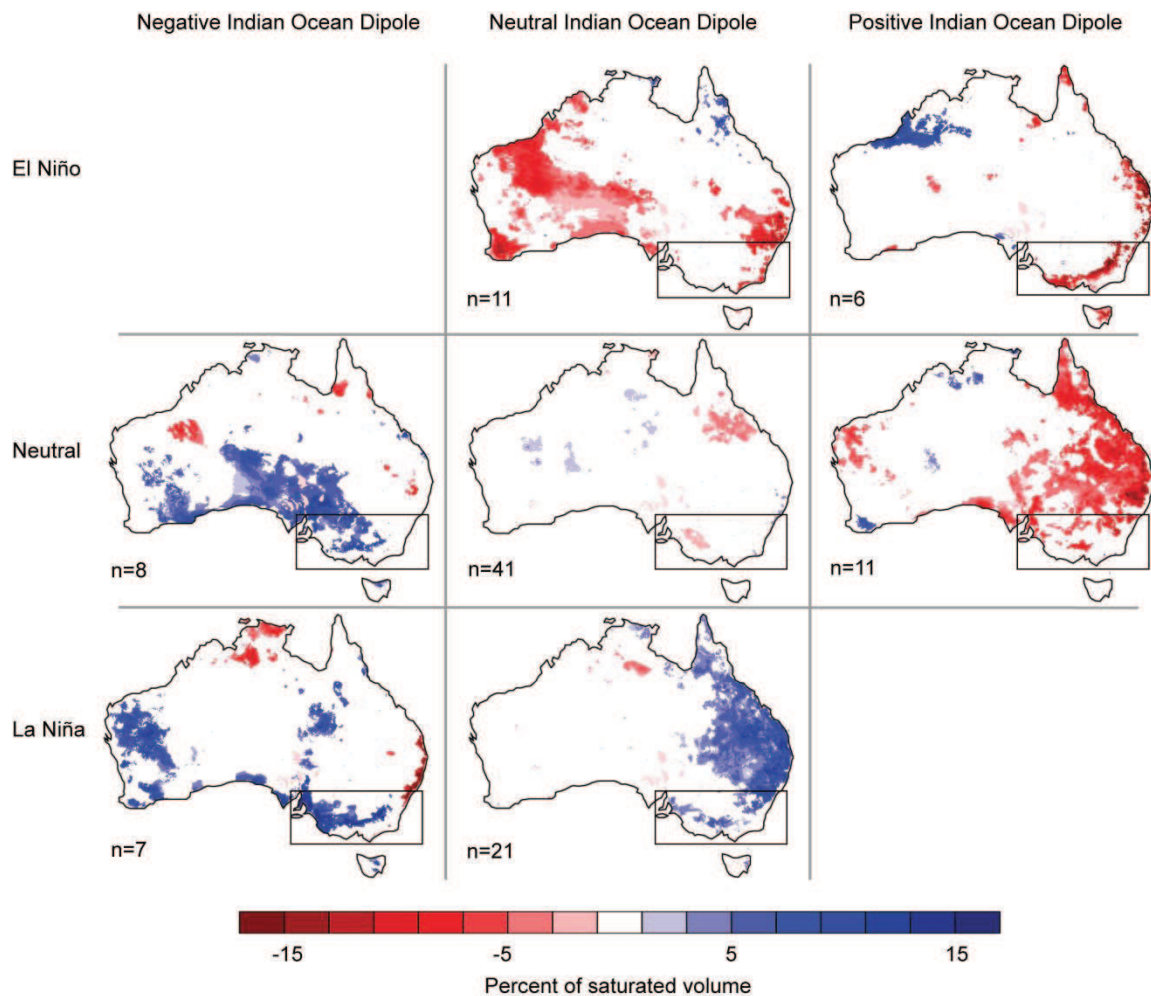 Negative Indian Ocean Dipole
Neutral Indian Ocean Dipole
Positive Indian Ocean Dipole
El Niño
n=11
n=6
Neutral
n=8
n=41
n=11
La Niña
n=7
n=21
-15
-5
5
15
Percent of saturated volume